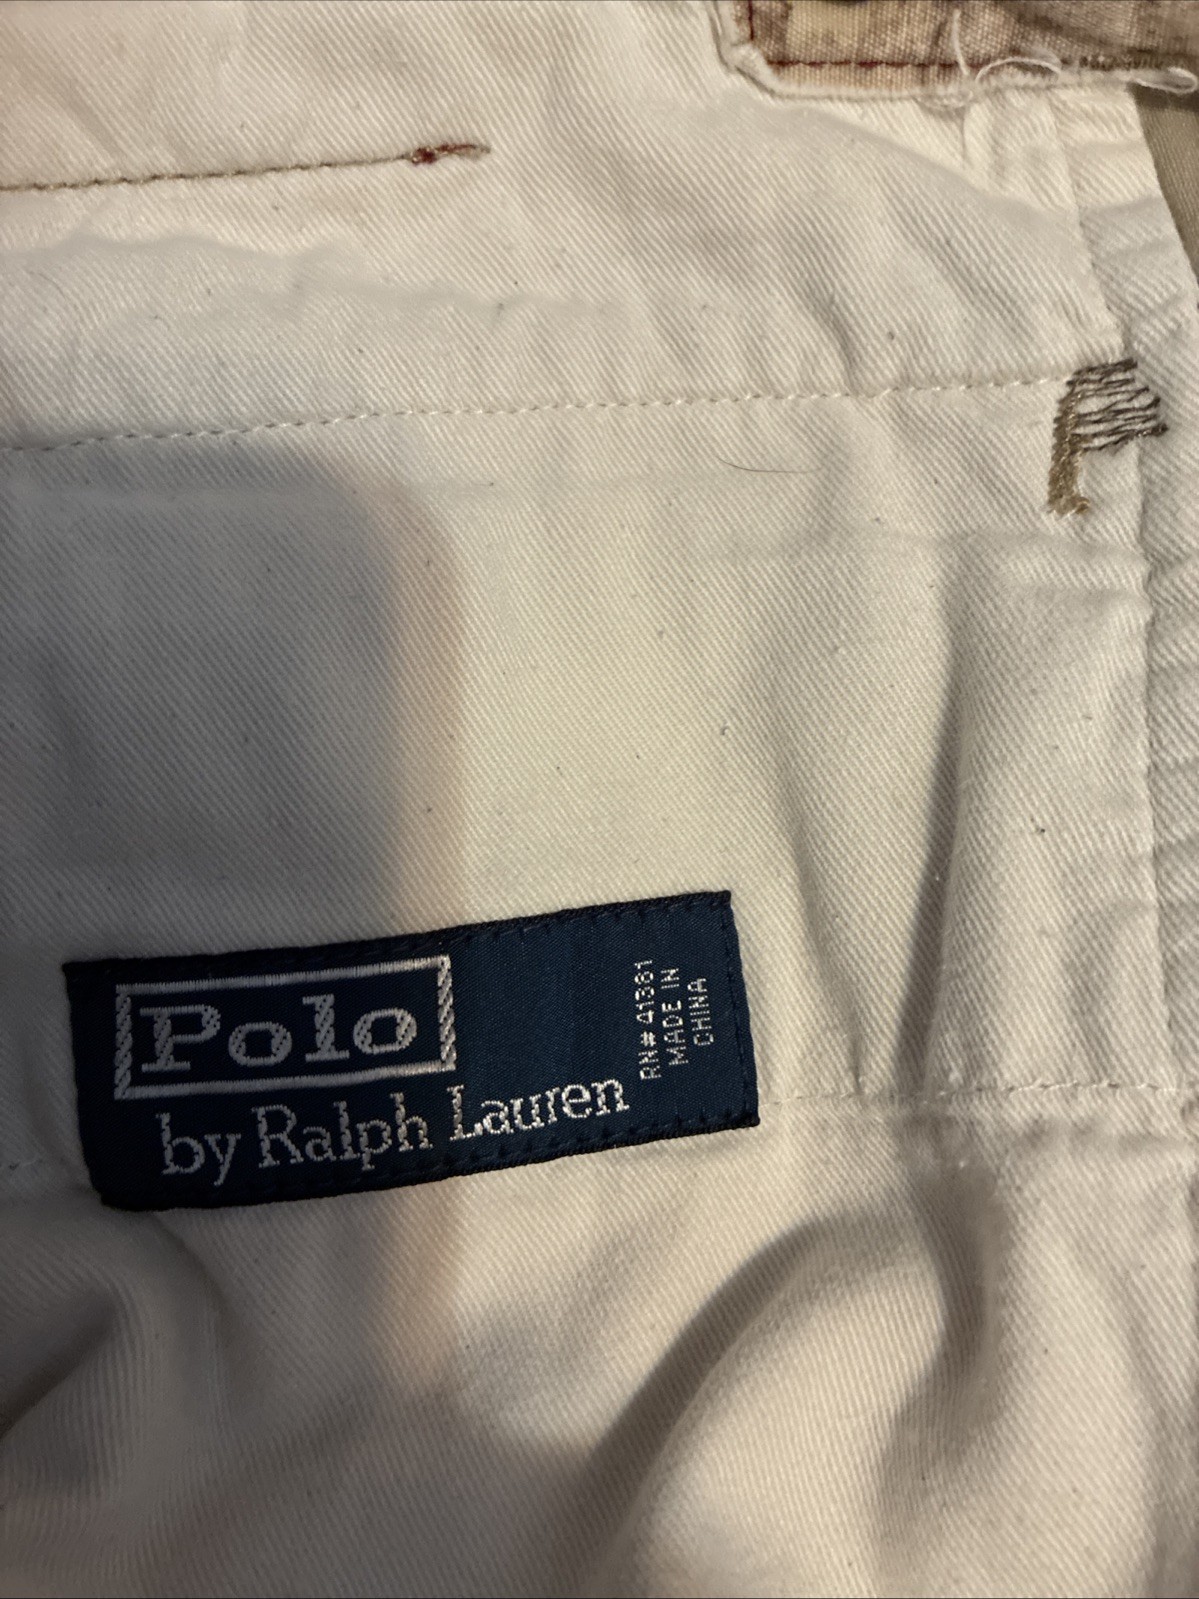 Polo
by Ralph Lauren
RN# 41381
MADE IN
CHINA